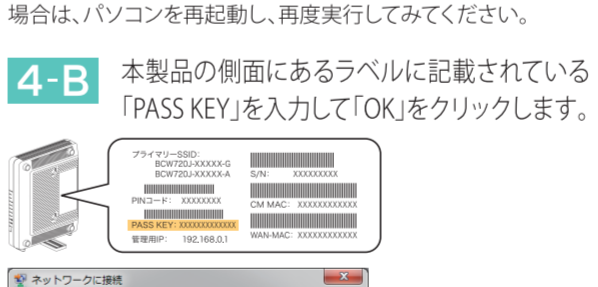 場合は、パソコンを再起動し、再度実行してみてください。
4-B
本製品の側面にあるラベルに記載されている
「PASS KEY」を入力して「OK」をクリックします。
プライマリーSSID:
BCW720J-XXXXX-G
BCW720J-XXXXX-A
S/N: XXXXXXXXX
PINコード: XXXXXXXX
CM MAC: XXXXXXXXXXXX
PASS KEY: XXXXXXXXXXXXX
WAN-MAC: XXXXXXXXXXXX
管理用IP: 192,168,0,1
ネットワークに接続